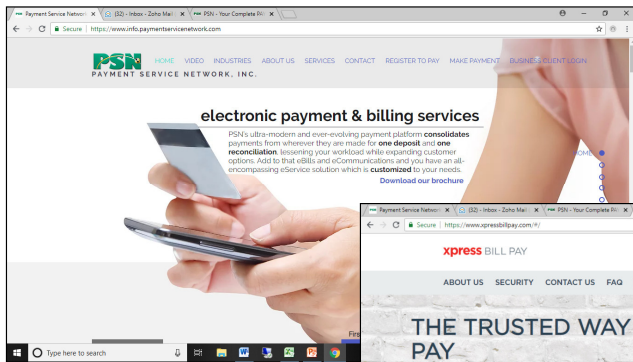 Payment Service Network
(32) - Inbox - Zoho Mail
PSN - Your Complete PAY
Secure https://www.info.paymentservicenetwork.com
PSN
PAYMENT SERVICE NETWORK, INC.
HOME VIDEO INDUSTRIES ABOUT US SERVICES CONTACT REGISTER TO PAY MAKE PAYMENT BUSINESS CLIENT LOGIN
electronic payment & billing services
PSN's ultra-modern and ever-evolving payment platform consolidates
payments from wherever they are made for one deposit and one
reconciliation, lessening your workload while expanding customer
options. Add to that eBills and eCommunications and you have an all-
encompassing eService solution which is customized to your needs.
Download our brochure
HOME
Firs
Type here to search
Payment Service Network
(32) - Inbox - Zoho Mail
PSN - Your Complete PAY
Secure https://www.xpressbillpay.com/#/
xpress BILL PAY
ABOUT US SECURITY CONTACT US FAQ
THE TRUSTED WAY
PAY